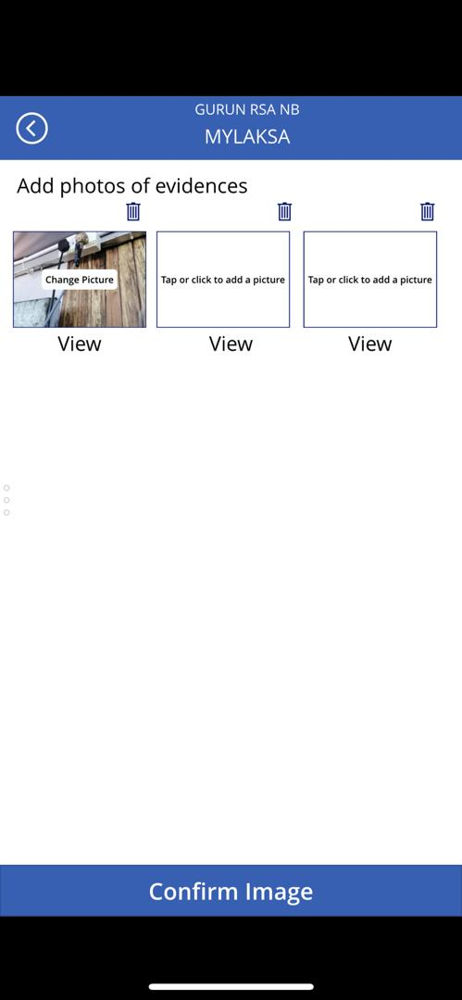 GURUN RSA NB
MYLAKSA
Add photos of evidences
Change Picture
Tap or click to add a picture
Tap or click to add a picture
View
View
View
Confirm Image